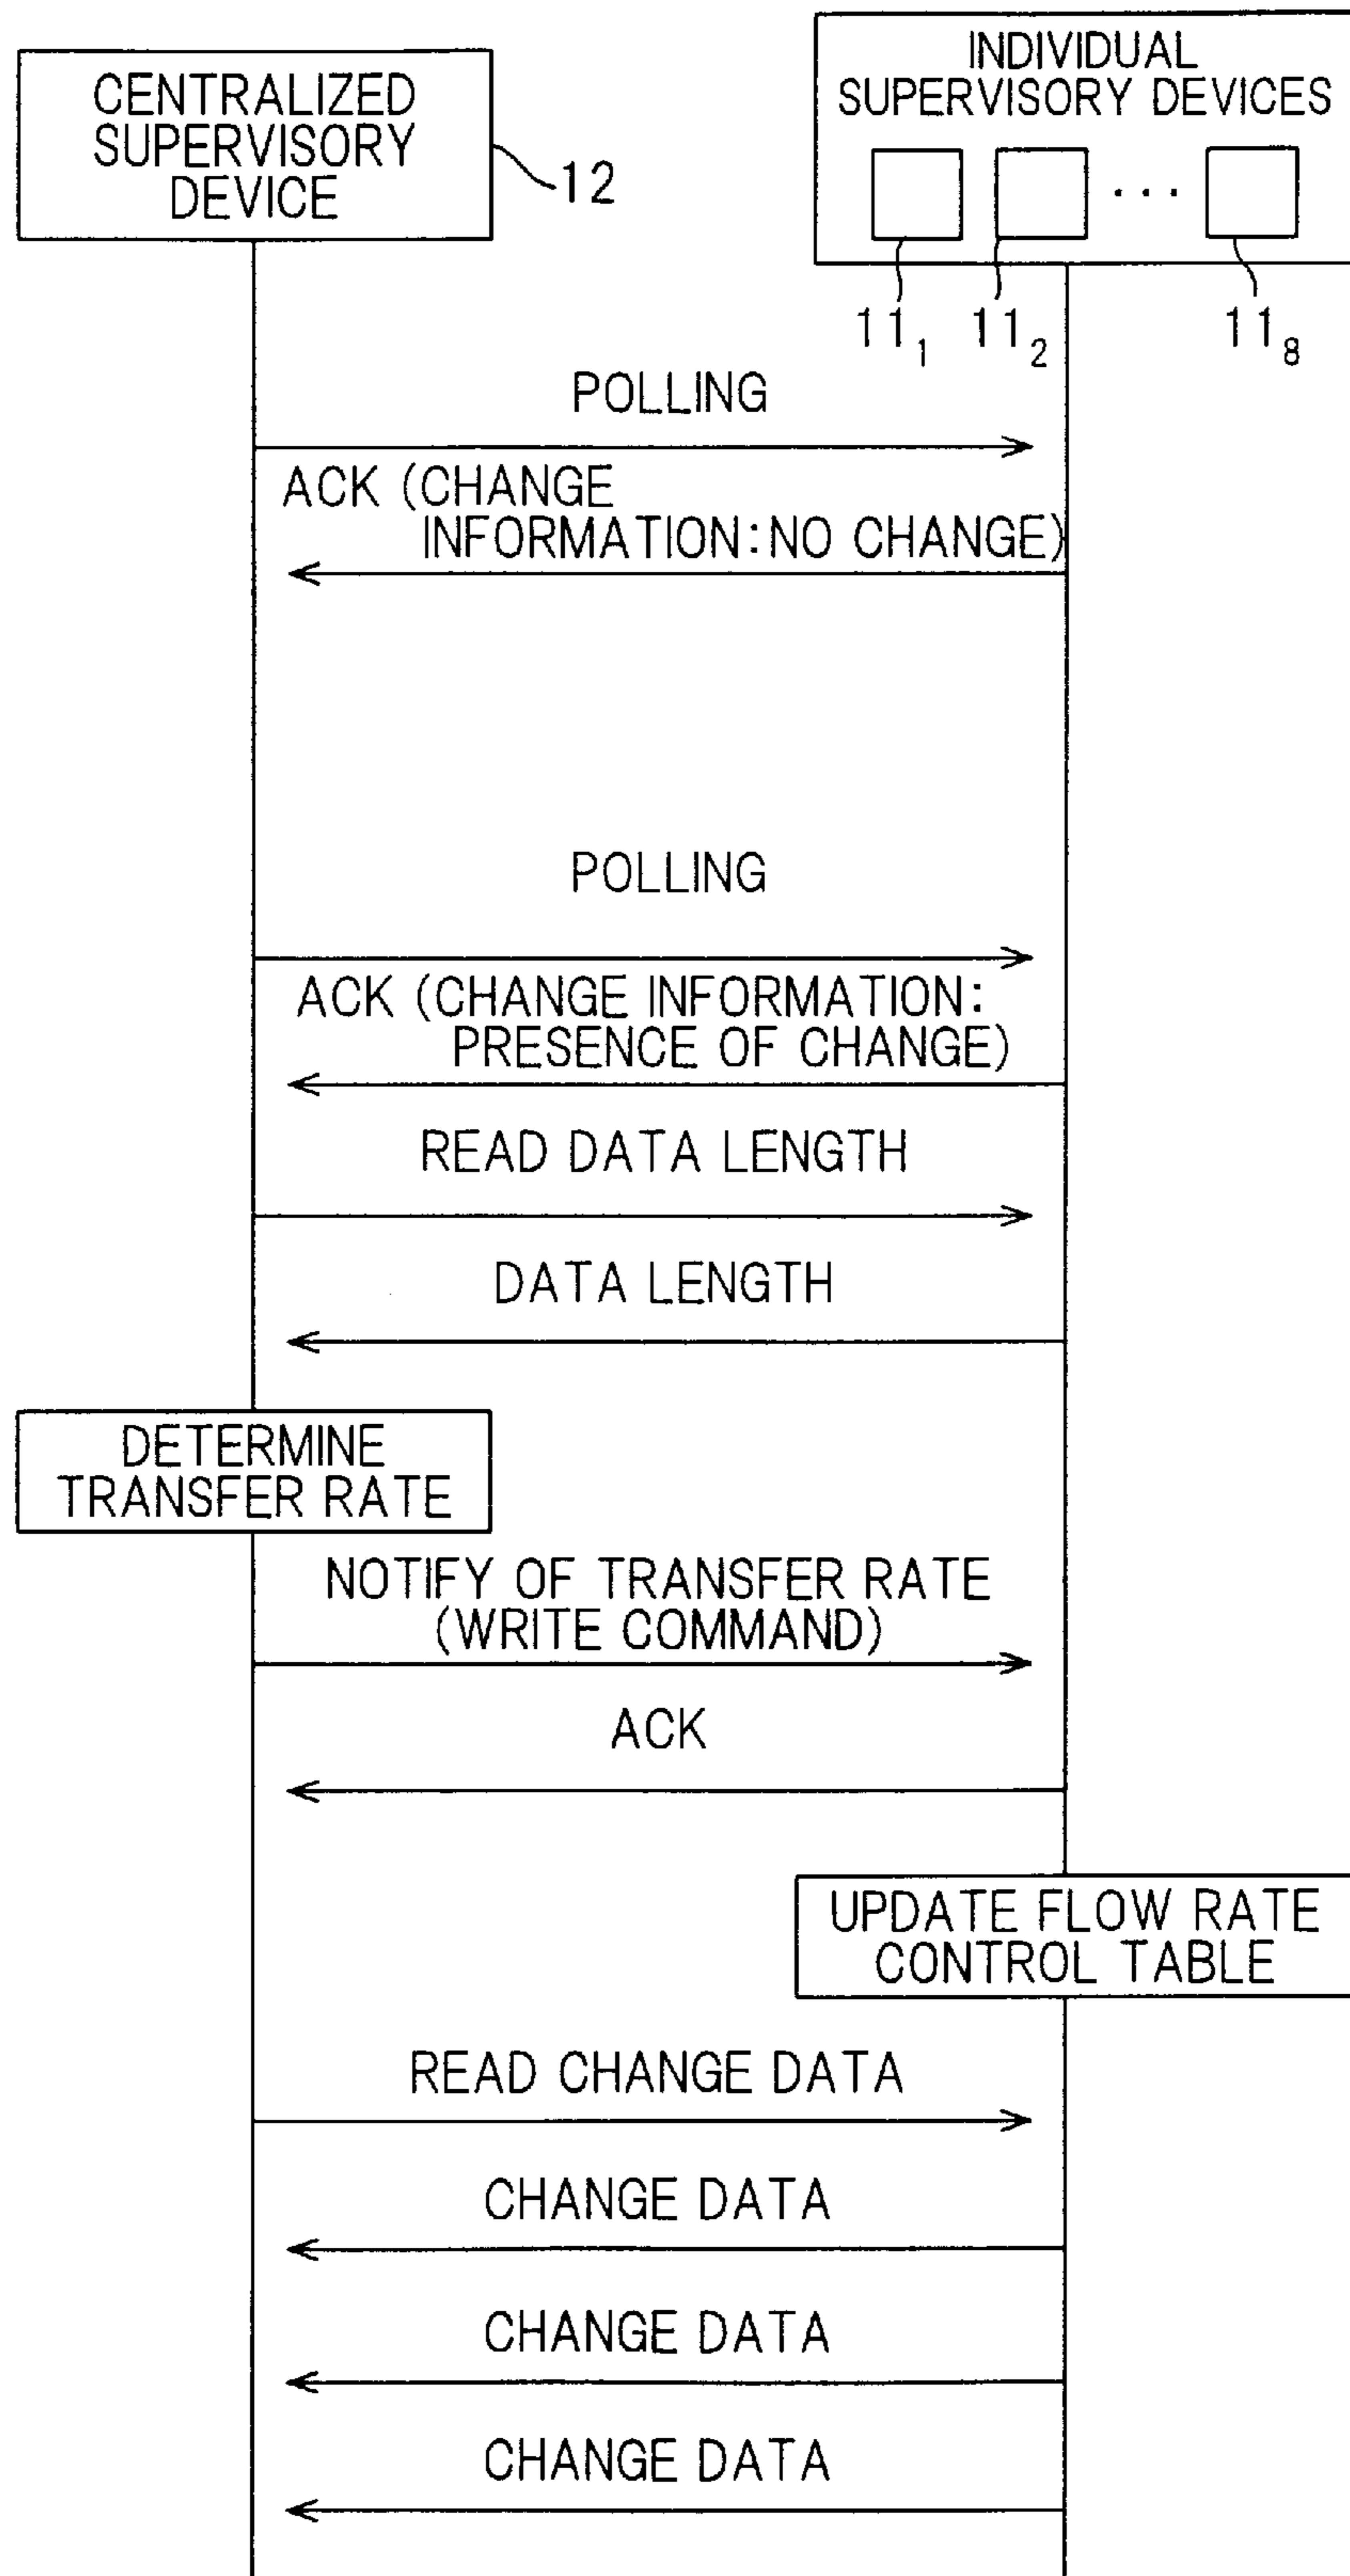 CENTRALIZED
SUPERVISORY
DEVICE
12
INDIVIDUAL
SUPERVISORY DEVICES
...
11₁ 11₂ 11₈
POLLING
ACK (CHANGE
INFORMATION:NO CHANGE)
POLLING
ACK (CHANGE INFORMATION:
PRESENCE OF CHANGE)
READ DATA LENGTH
DATA LENGTH
DETERMINE
TRANSFER RATE
NOTIFY OF TRANSFER RATE
(WRITE COMMAND)
ACK
UPDATE FLOW RATE
CONTROL TABLE
READ CHANGE DATA
CHANGE DATA
CHANGE DATA
CHANGE DATA